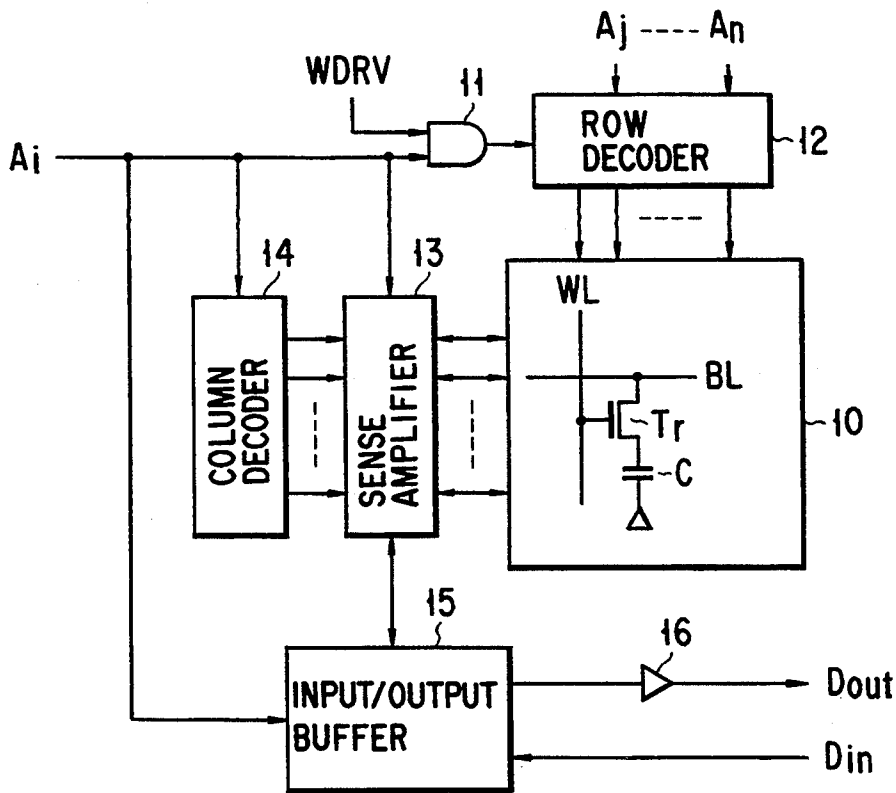 Aj ---- An
WDRV
11
ROW
DECODER
12
Ai
14
13
WL
COLUMN
DECODER
SENSE
AMPLIFIER
BL
Tr
10
C
15
16
INPUT/OUTPUT
BUFFER
Dout
Din